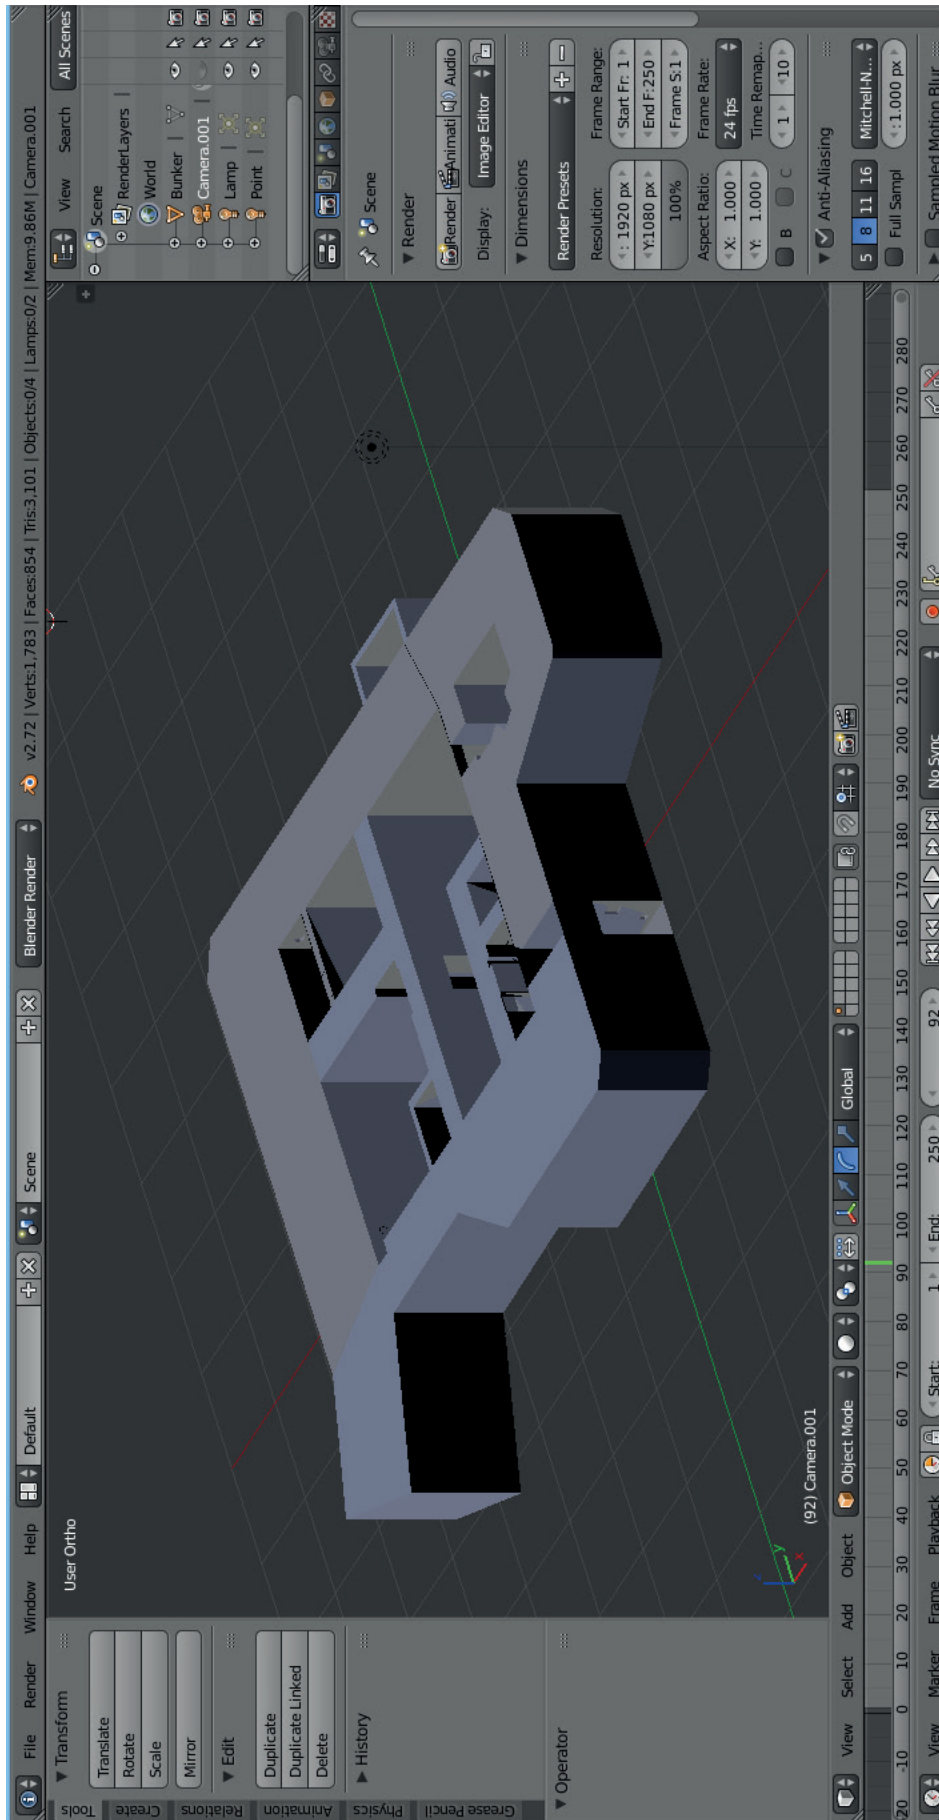 File Render Window Help Default Scene Blender Render v2.72 | Verts:1,783 | Faces:854 | Tris:3,101 | Objects:0/4 | Lamps:0/2 | Mem:9.86M | Camera.001
Tools
Create
Relations
Animation
Physics
Grease Pencil
Transform
Translate
Rotate
Scale
Mirror
Edit
Duplicate
Duplicate Linked
Delete
History
Operator
User Ortho
(92) Camera.001
View Search All Scenes
Scene
RenderLayers |
World
Bunker |
Camera.001
Lamp |
Point |
Scene
Render
Render Animati Audio
Display: Image Editor
Dimensions
Render Presets
Resolution: Frame Range:
: 1920 px Start Fr: 1
Y:1080 px End F:250
100% Frame S:1
Aspect Ratio: Frame Rate:
X: 1.000 24 fps
Y: 1.000 Time Remap...
B C 1 10
Anti-Aliasing
5 8 11 16 Mitchell-N...
Full Sampl : 1.000 px
Sampled Motion Blur
View Select Add Object Object Mode Global
-10 0 10 20 30 40 50 60 70 80 90 100 110 120 130 140 150 160 170 180 190 200 210 220 230 240 250 260 270 280
View Marker Frame Playback Start: 1 End: 250 92 No Sync